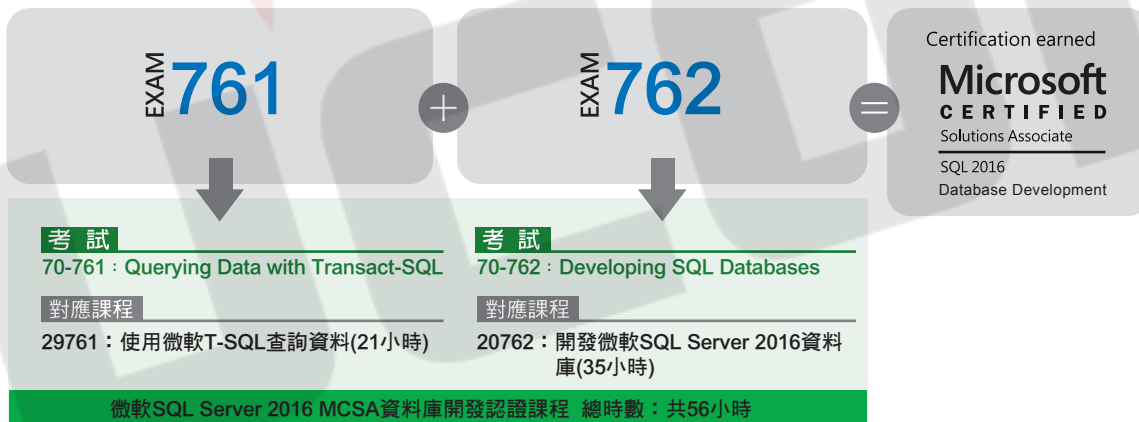 EXAM 761
+
EXAM 762
=
Certification earned
Microsoft
CERTIFIED
Solutions Associate
SQL 2016
Database Development
考試
70-761：Querying Data with Transact-SQL
對應課程
29761：使用微軟T-SQL查詢資料(21小時)
考試
70-762：Developing SQL Databases
對應課程
20762：開發微軟SQL Server 2016資料
庫(35小時)
微軟SQL Server 2016 MCSA資料庫開發認證課程 總時數：共56小時